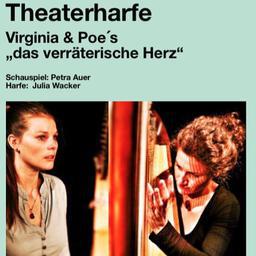 Theaterharfe
Virginia & Poe´s
„das verräterische Herz“
Schauspiel: Petra Auer
Harfe: Julia Wacker